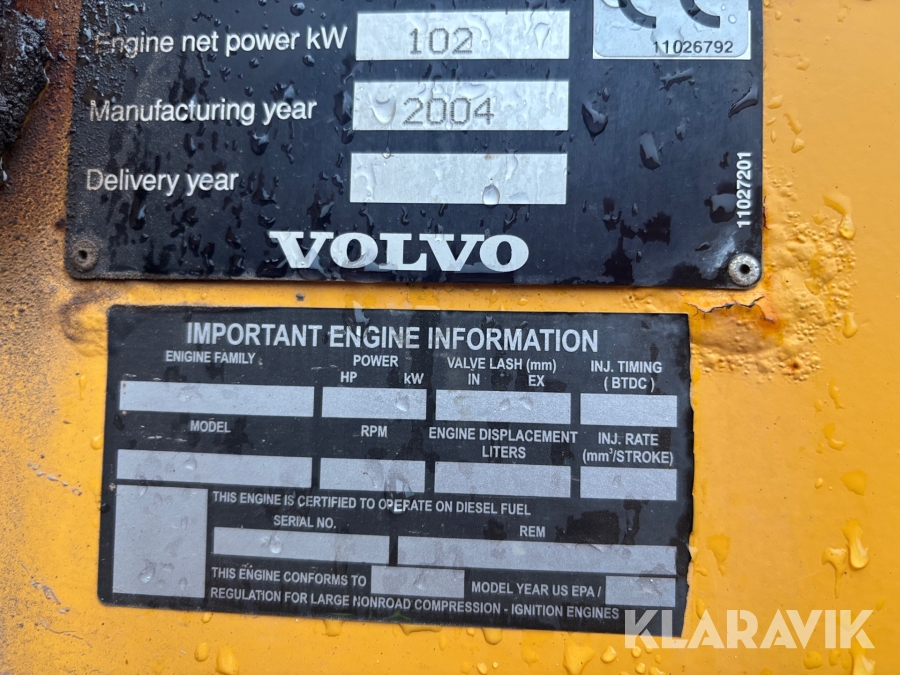 Engine net power kW 102
CE
11026792
Manufacturing year 2004
Delivery year
11027201
VOLVO
IMPORTANT ENGINE INFORMATION
ENGINE FAMILY POWER VALVE LASH (mm) INJ. TIMING
HP kW IN EX (BTDC)
MODEL RPM ENGINE DISPLACEMENT INJ. RATE
LITERS (mm³/STROKE)
THIS ENGINE IS CERTIFIED TO OPERATE ON DIESEL FUEL
SERIAL NO. REM
THIS ENGINE CONFORMS TO MODEL YEAR US EPA /
REGULATION FOR LARGE NONROAD COMPRESSION - IGNITION ENGINES
KLARAVIK